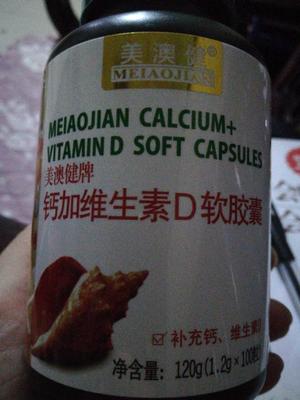 美澳健®
MEIAOJIAN
MEIAOJIAN CALCIUM+
VITAMIN D SOFT CAPSULES
美澳健牌
钙加维生素D软胶囊
☑ 补充钙、维生素
净含量: 120g(1.2g×100粒)